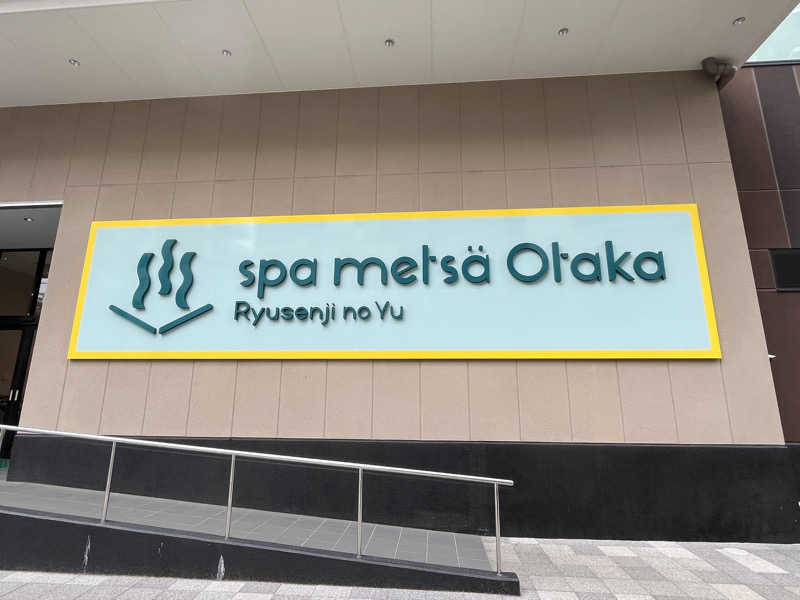 spa metsä Otaka
Ryusenji no Yu